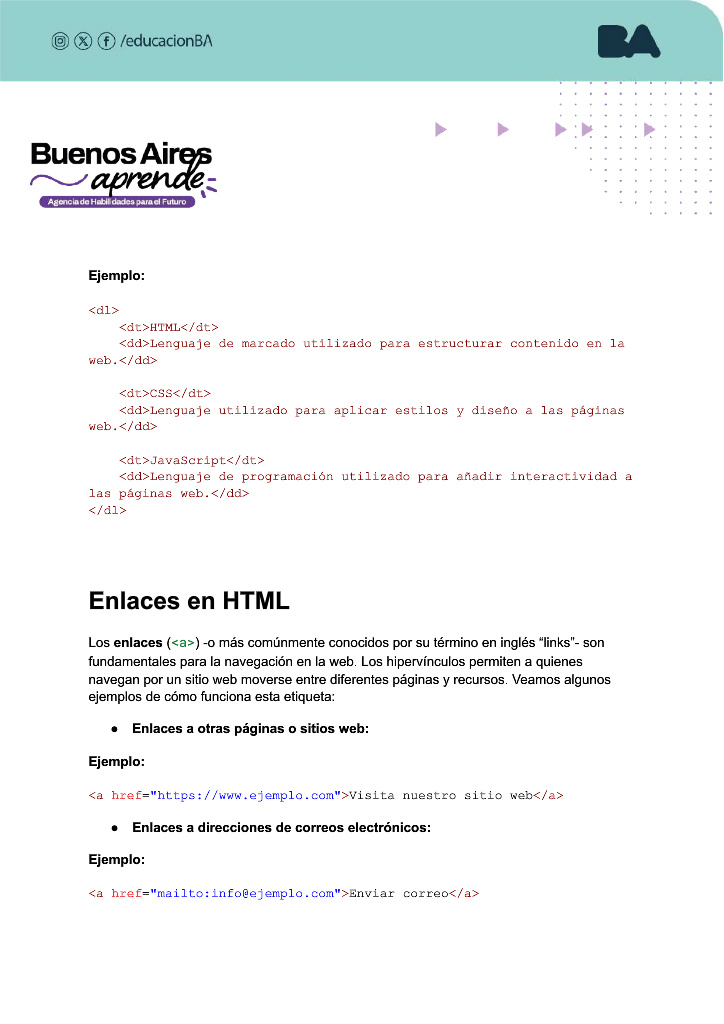 /educacionBA
BA
Buenos Aires
aprende
Agencia de Habilidades para el Futuro
Ejemplo:
<dl>
    <dt>HTML</dt>
    <dd>Lenguaje de marcado utilizado para estructurar contenido en la
web.</dd>
    <dt>CSS</dt>
    <dd>Lenguaje utilizado para aplicar estilos y diseño a las páginas
web.</dd>
    <dt>JavaScript</dt>
    <dd>Lenguaje de programación utilizado para añadir interactividad a
las páginas web.</dd>
</dl>
Enlaces en HTML
Los enlaces (<a>) -o más comúnmente conocidos por su término en inglés “links”- son
fundamentales para la navegación en la web. Los hipervínculos permiten a quienes
navegan por un sitio web moverse entre diferentes páginas y recursos. Veamos algunos
ejemplos de cómo funciona esta etiqueta:
● Enlaces a otras páginas o sitios web:
Ejemplo:
<a href="https://www.ejemplo.com">Visita nuestro sitio web</a>
● Enlaces a direcciones de correos electrónicos:
Ejemplo:
<a href="mailto:info@ejemplo.com">Enviar correo</a>